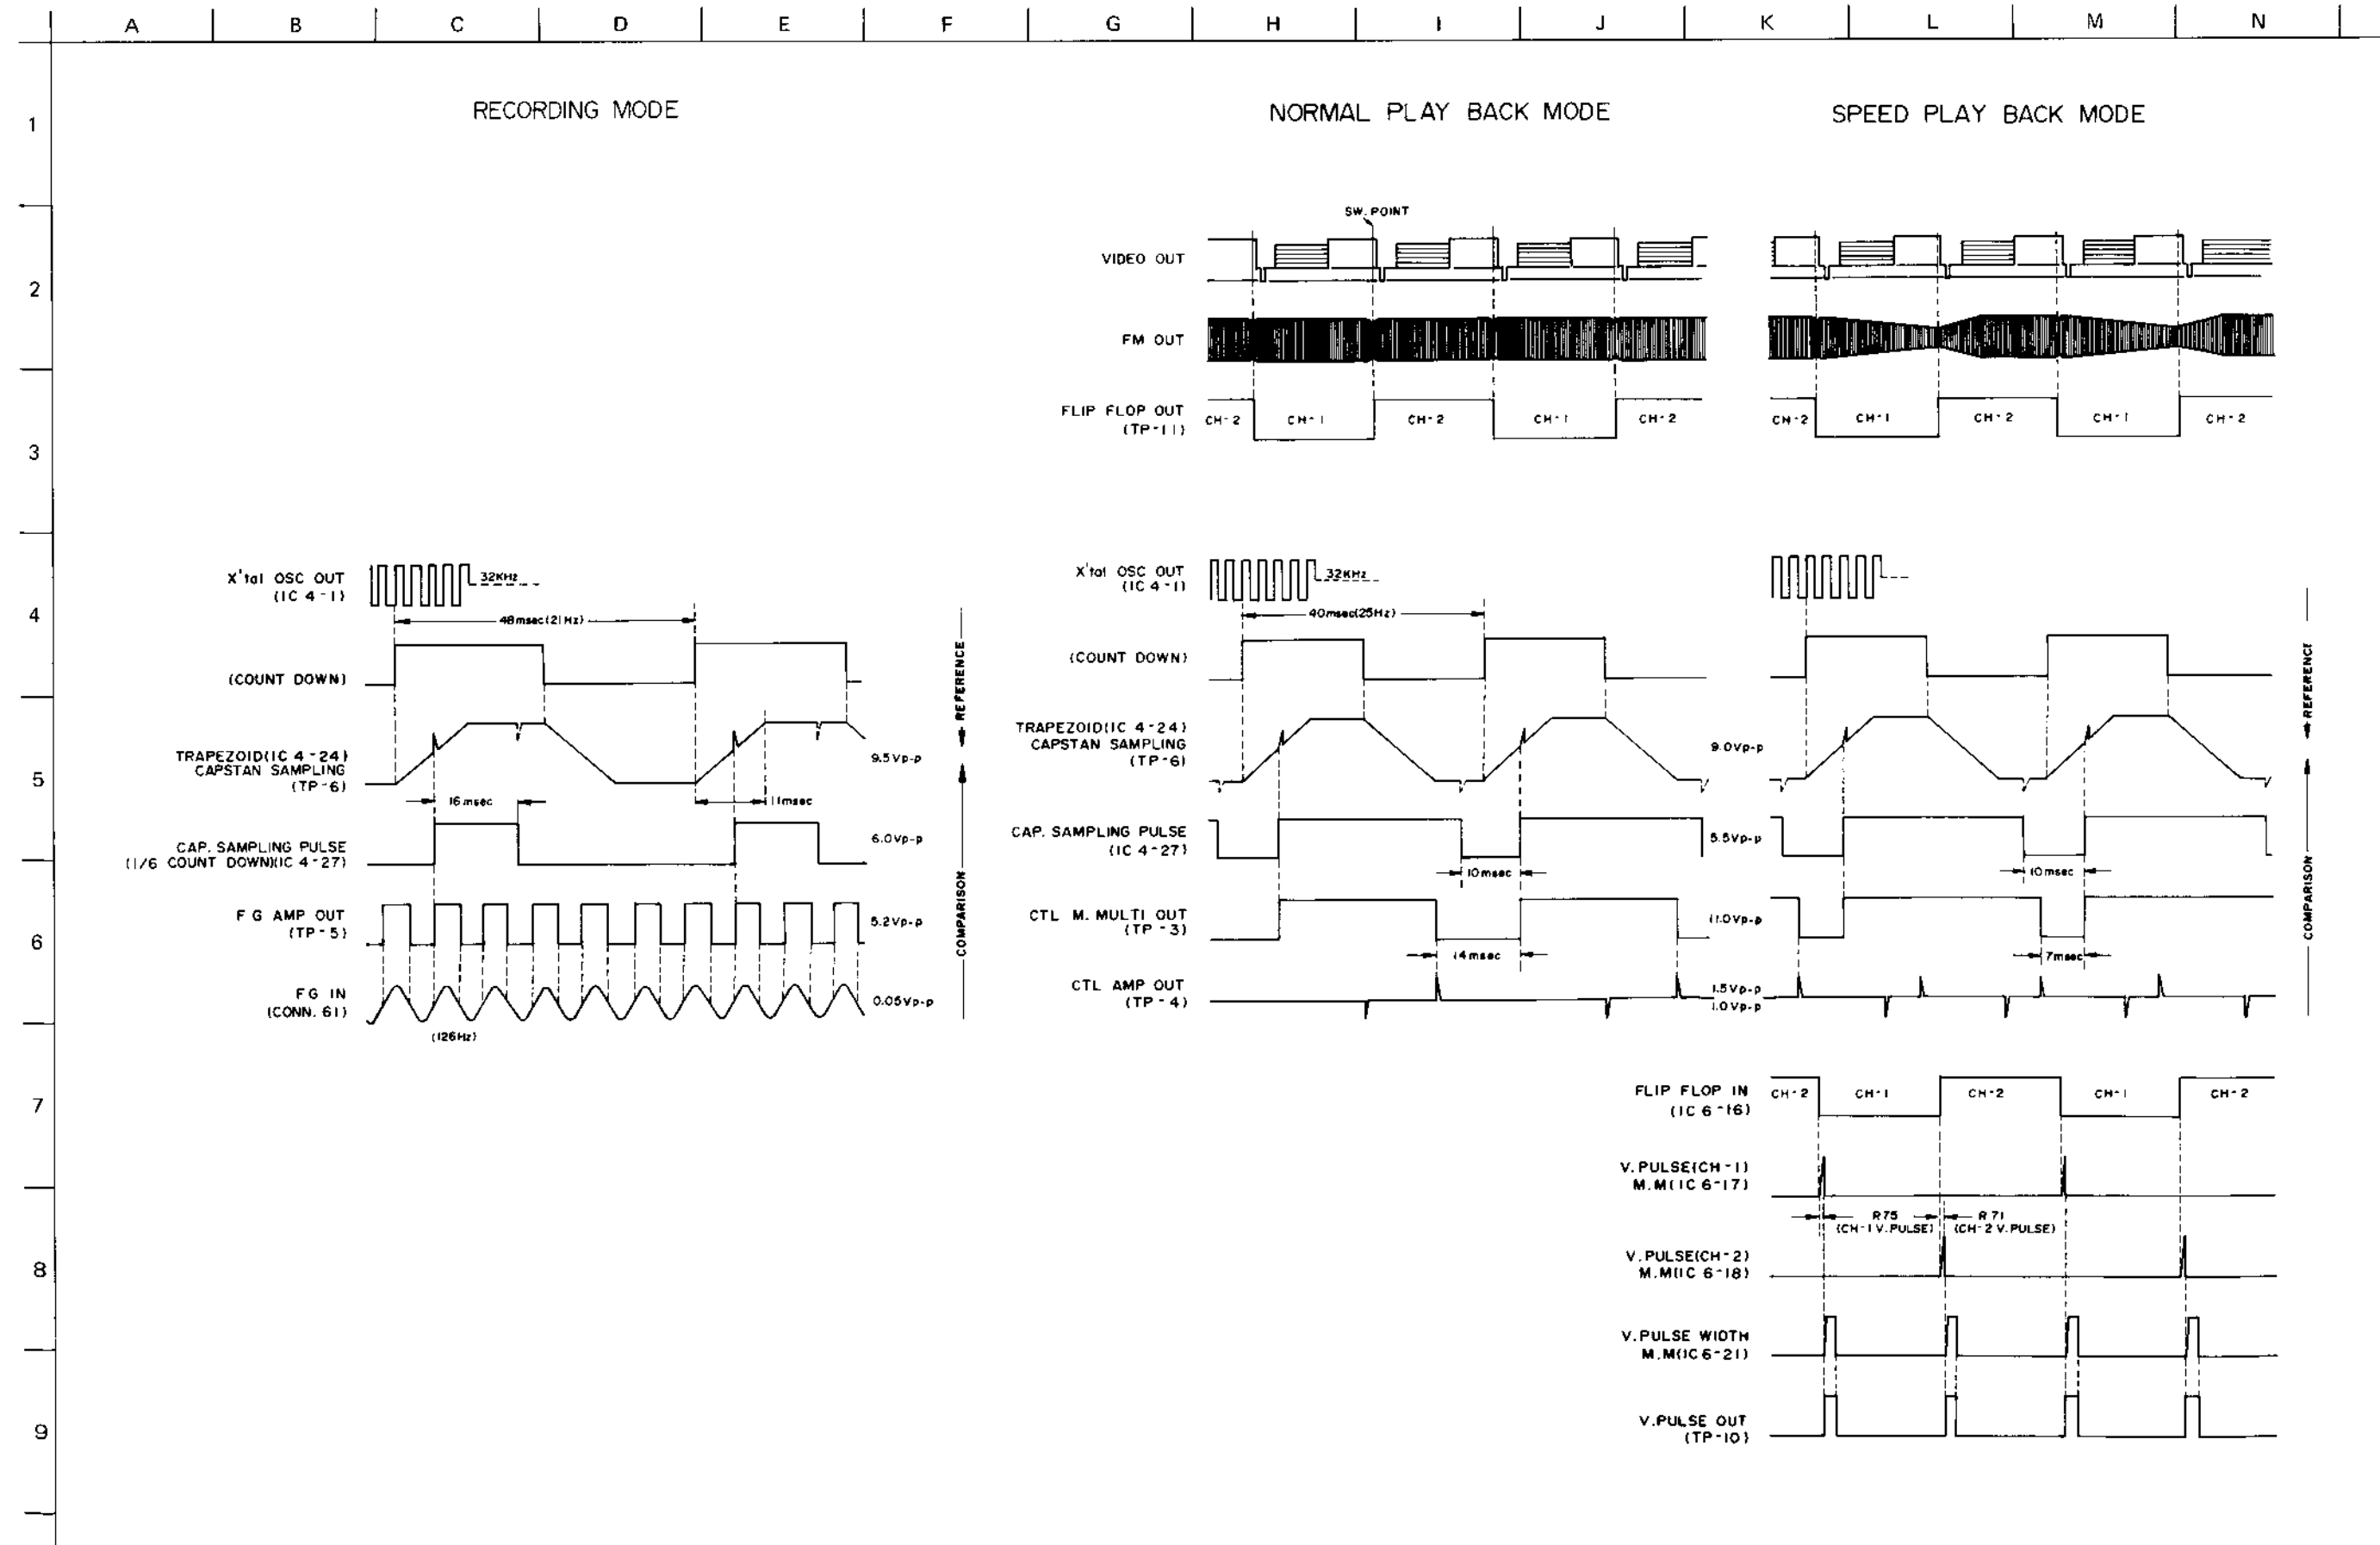 A B C D E F G H I J K L M N
1
2
3
4
5
6
7
8
9
RECORDING MODE
X'tal OSC OUT
(IC 4-1)
32KHz
48msec(21Hz)
(COUNT DOWN)
TRAPEZOID(IC 4-24)
CAPSTAN SAMPLING
(TP-6)
9.5Vp-p
16msec
11msec
CAP. SAMPLING PULSE
(1/6 COUNT DOWN)(IC 4-27)
6.0Vp-p
F G AMP OUT
(TP-5)
5.2Vp-p
F G IN
(CONN. 61)
0.05Vp-p
(126Hz)
REFERENCE
COMPARISON
NORMAL PLAY BACK MODE
SW. POINT
VIDEO OUT
FM OUT
FLIP FLOP OUT
(TP-11)
CH-2 CH-1 CH-2 CH-1 CH-2
X'tal OSC OUT
(IC 4-1)
32KHz
40msec(25Hz)
(COUNT DOWN)
TRAPEZOID(IC 4-24)
CAPSTAN SAMPLING
(TP-6)
9.0Vp-p
CAP. SAMPLING PULSE
(IC 4-27)
5.5Vp-p
10msec
CTL M. MULTI OUT
(TP-3)
11.0Vp-p
14msec
CTL AMP OUT
(TP-4)
1.5Vp-p
1.0Vp-p
SPEED PLAY BACK MODE
CH-2 CH-1 CH-2 CH-1 CH-2
10msec
7msec
REFERENCE
COMPARISON
FLIP FLOP IN
(IC 6-16)
CH-2 CH-1 CH-2 CH-1 CH-2
V.PULSE(CH-1)
M.M(IC 6-17)
R75
(CH-1 V.PULSE)
R71
(CH-2 V.PULSE)
V.PULSE(CH-2)
M.M(IC 6-18)
V.PULSE WIDTH
M.M(IC 6-21)
V.PULSE OUT
(TP-10)